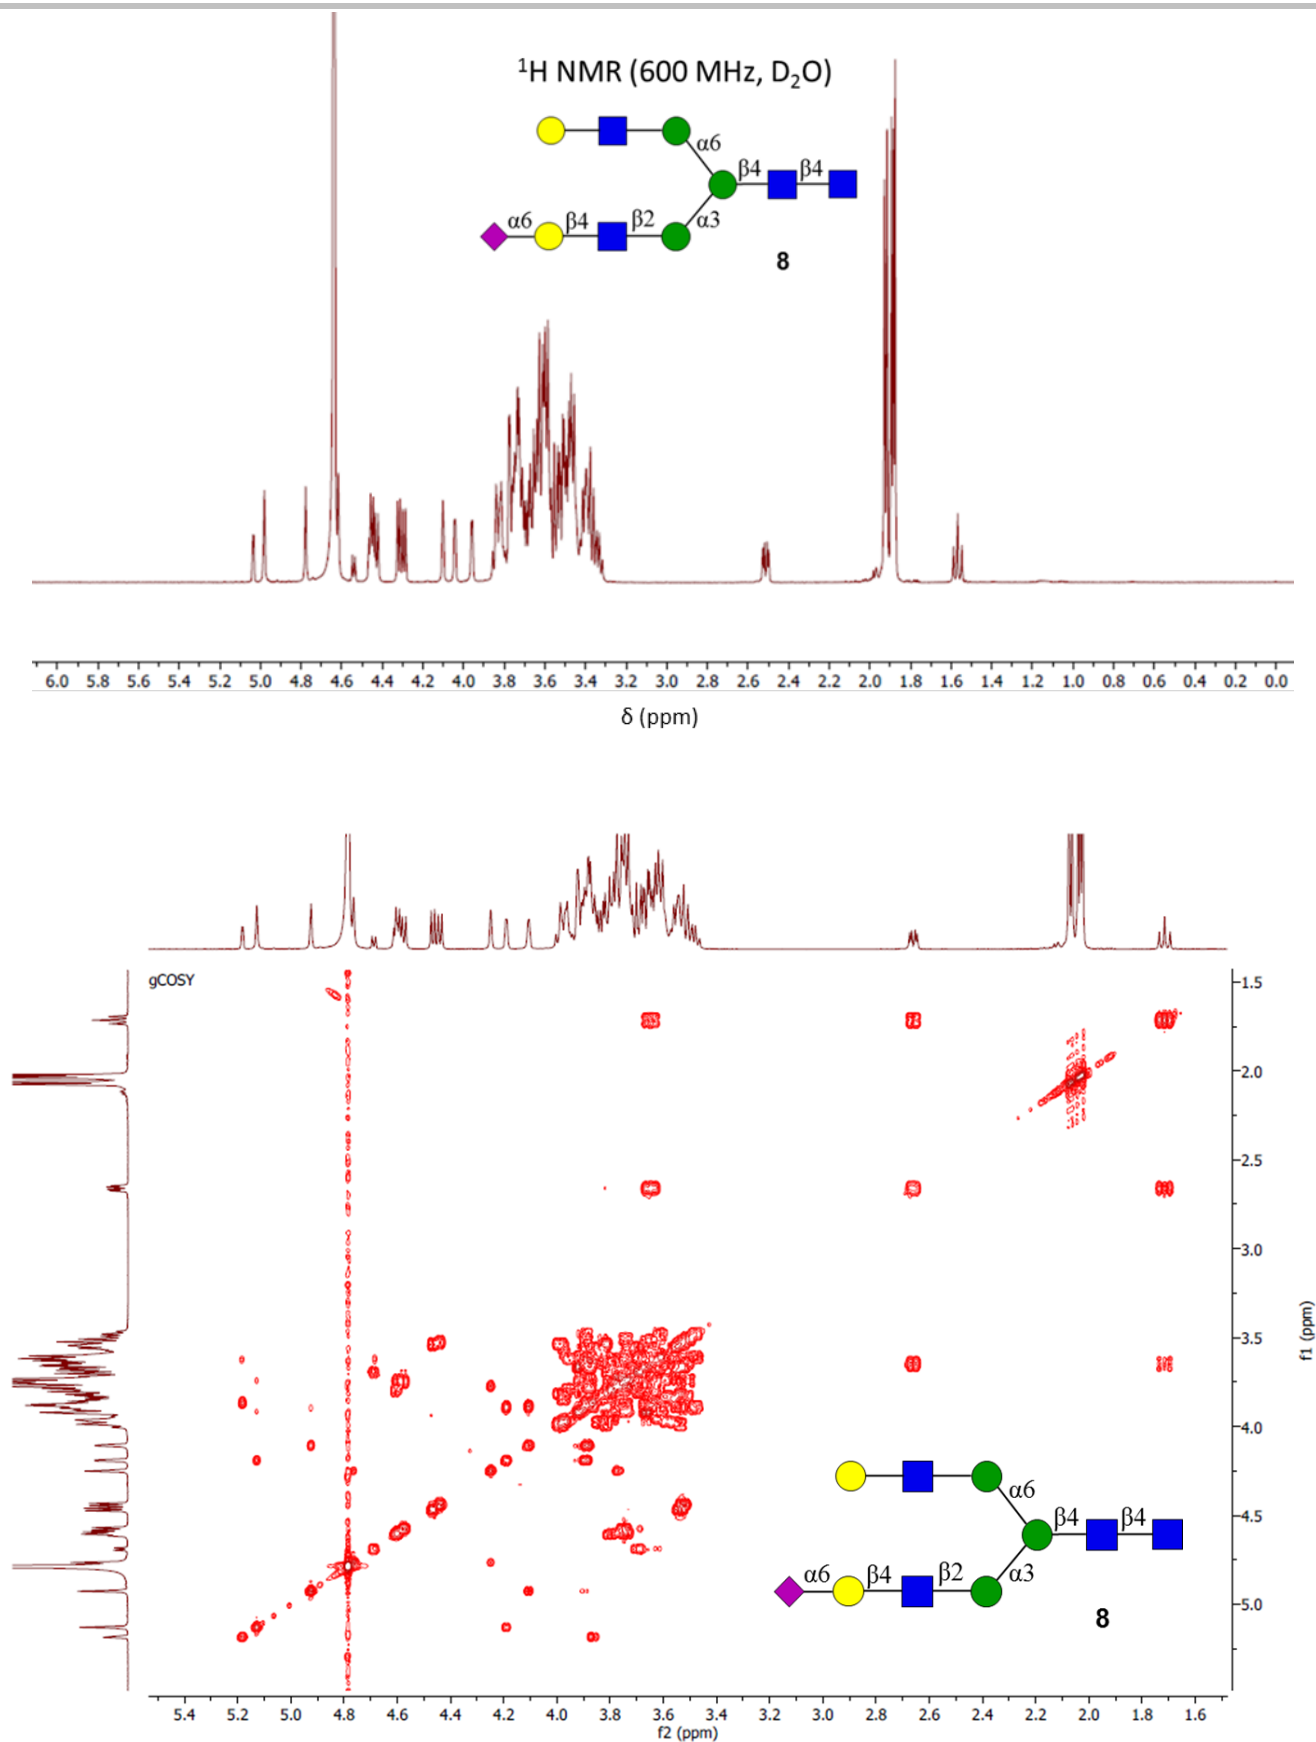 ¹H NMR (600 MHz, D₂O)
α6
β4 β4
α6 β4 β2 α3
8
6.0 5.8 5.6 5.4 5.2 5.0 4.8 4.6 4.4 4.2 4.0 3.8 3.6 3.4 3.2 3.0 2.8 2.6 2.4 2.2 2.0 1.8 1.6 1.4 1.2 1.0 0.8 0.6 0.4 0.2 0.0
δ (ppm)
gCOSY
1.5
2.0
2.5
3.0
3.5
4.0
4.5
5.0
f1 (ppm)
α6
β4 β4
α6 β4 β2 α3
8
5.4 5.2 5.0 4.8 4.6 4.4 4.2 4.0 3.8 3.6 3.4 3.2 3.0 2.8 2.6 2.4 2.2 2.0 1.8 1.6
f2 (ppm)